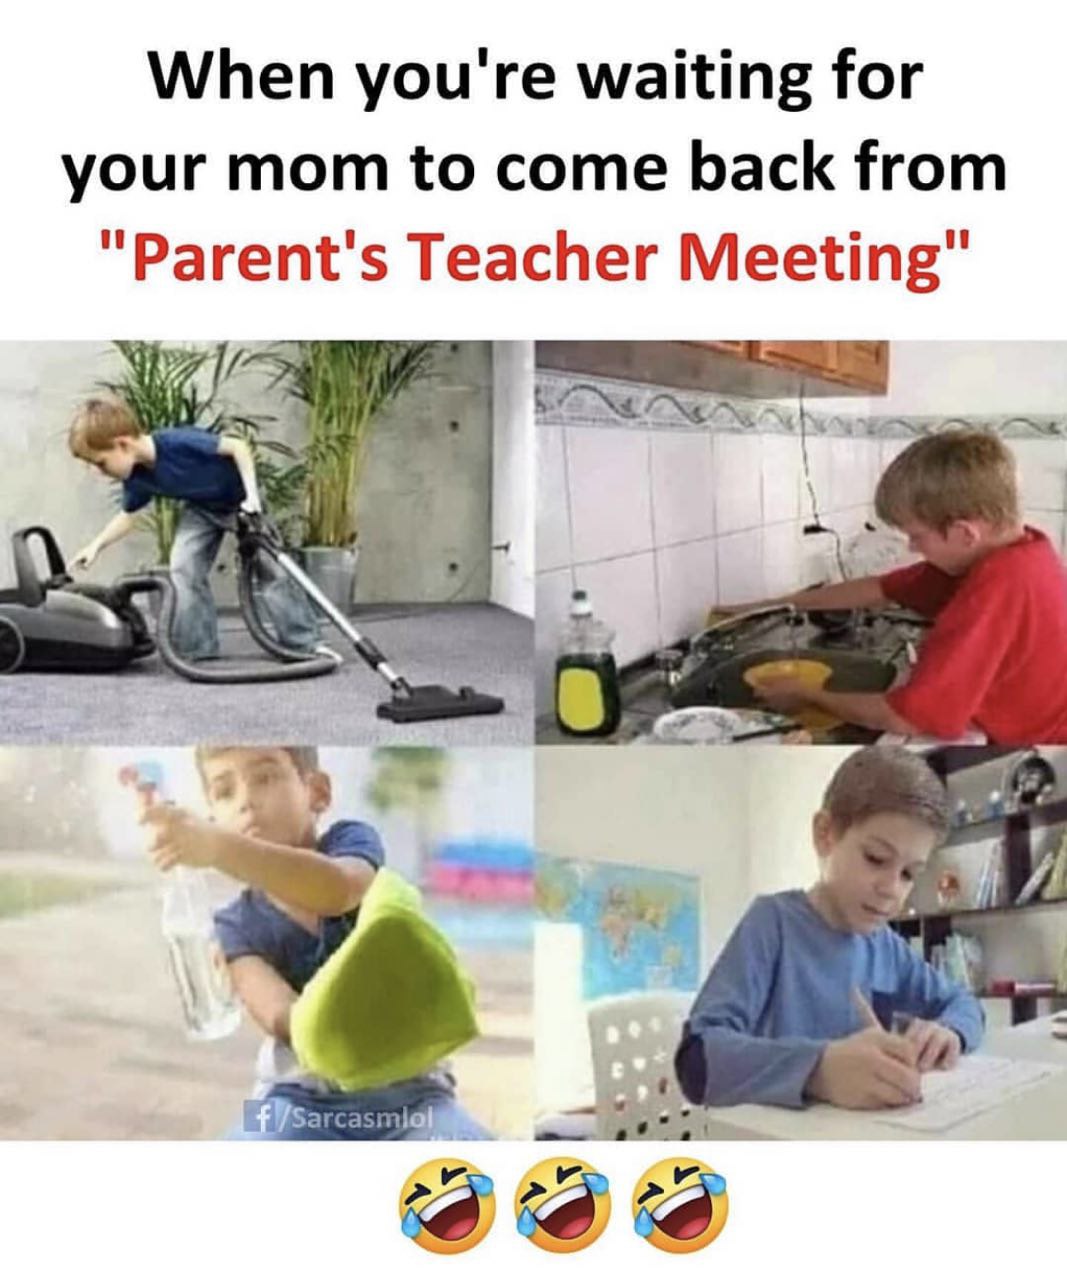 When you're waiting for
your mom to come back from
"Parent's Teacher Meeting"
f/Sarcasmlol